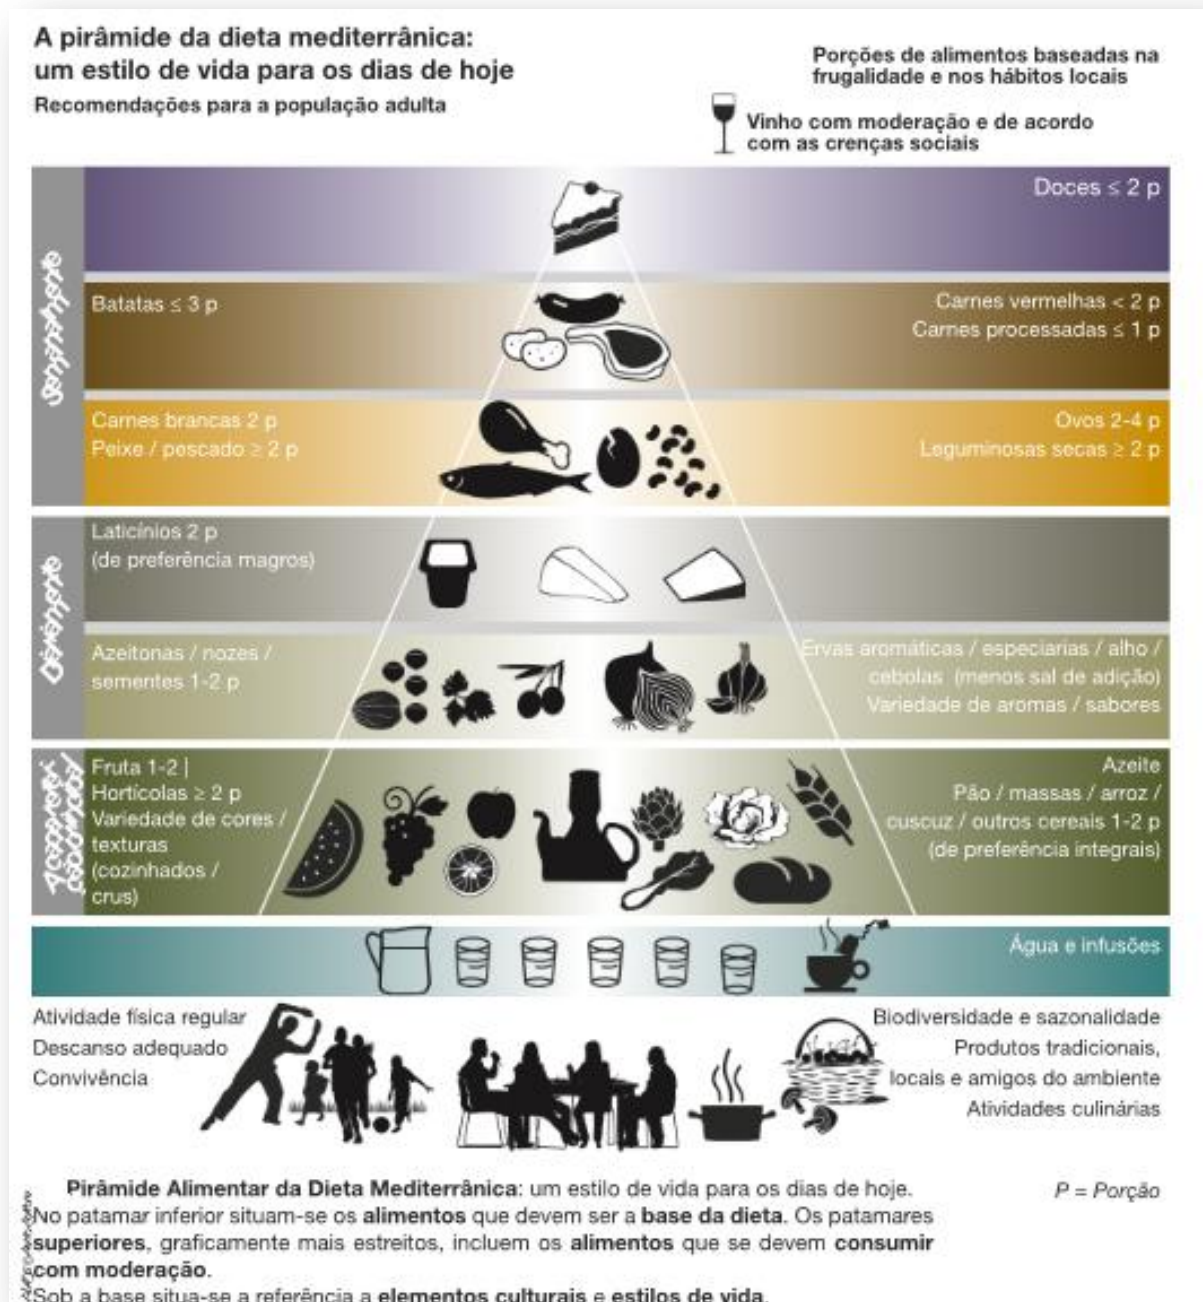 A pirâmide da dieta mediterrânica:
um estilo de vida para os dias de hoje
Recomendações para a população adulta
Porções de alimentos baseadas na
frugalidade e nos hábitos locais
Vinho com moderação e de acordo
com as crenças sociais
Doces ≤ 2 p
Batatas ≤ 3 p
Carnes vermelhas < 2 p
Carnes processadas ≤ 1 p
Carnes brancas 2 p
Peixe / pescado ≥ 2 p
Ovos 2-4 p
Leguminosas secas ≥ 2 p
Laticínios 2 p
(de preferência magros)
Azeitonas / nozes /
sementes 1-2 p
Ervas aromáticas / especiarias / alho /
cebolas (menos sal de adição)
Variedade de aromas / sabores
Fruta 1-2 |
Hortícolas ≥ 2 p
Variedade de cores /
texturas
(cozinhados /
crus)
Azeite
Pão / massas / arroz /
cuscuz / outros cereais 1-2 p
(de preferência integrais)
Água e infusões
Atividade física regular
Descanso adequado
Convivência
Biodiversidade e sazonalidade
Produtos tradicionais,
locais e amigos do ambiente
Atividades culinárias
Pirâmide Alimentar da Dieta Mediterrânica: um estilo de vida para os dias de hoje.
P = Porção
No patamar inferior situam-se os alimentos que devem ser a base da dieta. Os patamares
superiores, graficamente mais estreitos, incluem os alimentos que se devem consumir
com moderação.
Sob a base situa-se a referência a elementos culturais e estilos de vida.